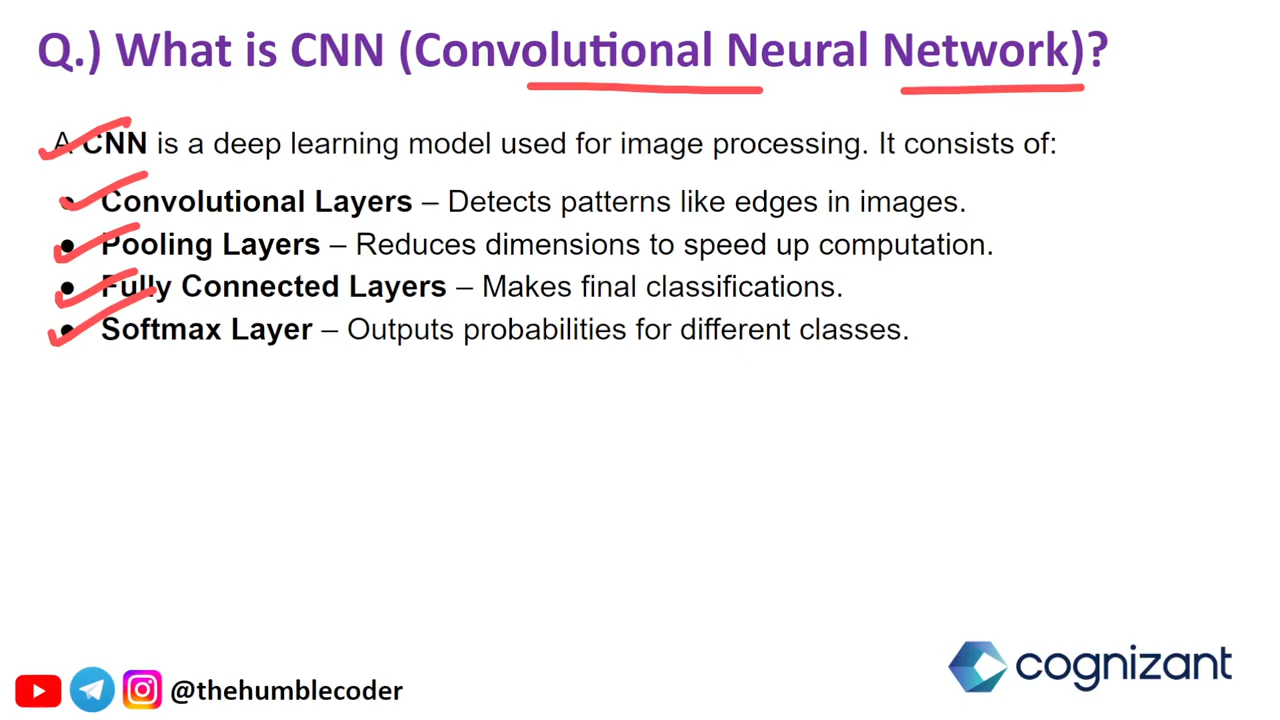 Q.) What is CNN (Convolutional Neural Network)?
A CNN is a deep learning model used for image processing. It consists of:
● Convolutional Layers – Detects patterns like edges in images.
● Pooling Layers – Reduces dimensions to speed up computation.
● Fully Connected Layers – Makes final classifications.
● Softmax Layer – Outputs probabilities for different classes.
@thehumblecoder
cognizant